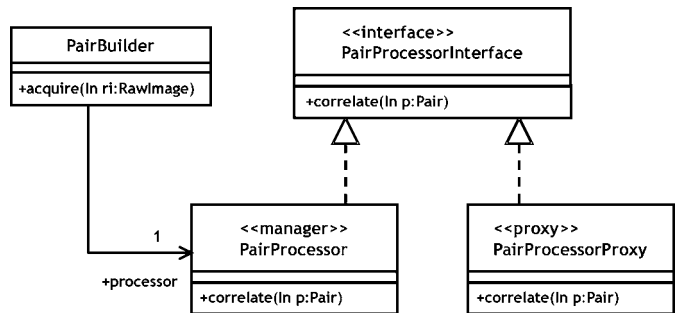 PairBuilder
+acquire(In ri:RawImage)
<<interface>>
PairProcessorInterface
+correlate(In p:Pair)
1
+processor
<<manager>>
PairProcessor
+correlate(In p:Pair)
<<proxy>>
PairProcessorProxy
+correlate(In p:Pair)